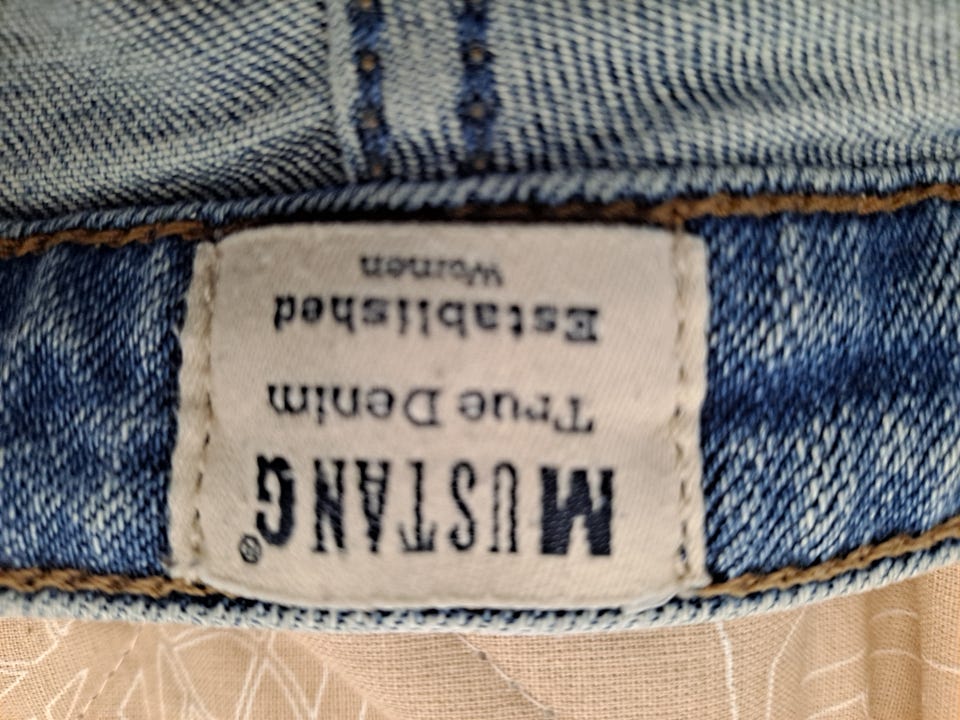 MUSTANG®
True Denim
Established
Women